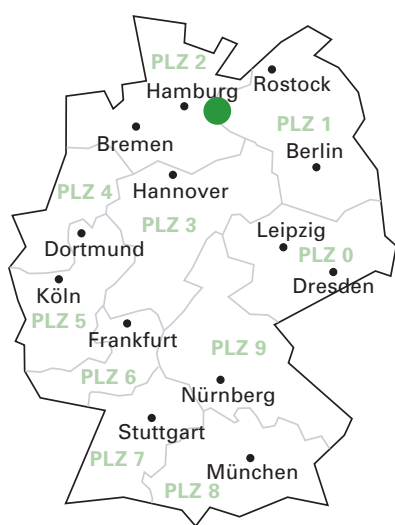 PLZ 2
Rostock
Hamburg
PLZ 1
Bremen
Berlin
PLZ 4
Hannover
PLZ 3
Leipzig
Dortmund
PLZ 0
Dresden
Köln
PLZ 5
Frankfurt
PLZ 9
PLZ 6
Nürnberg
Stuttgart
PLZ 7
München
PLZ 8